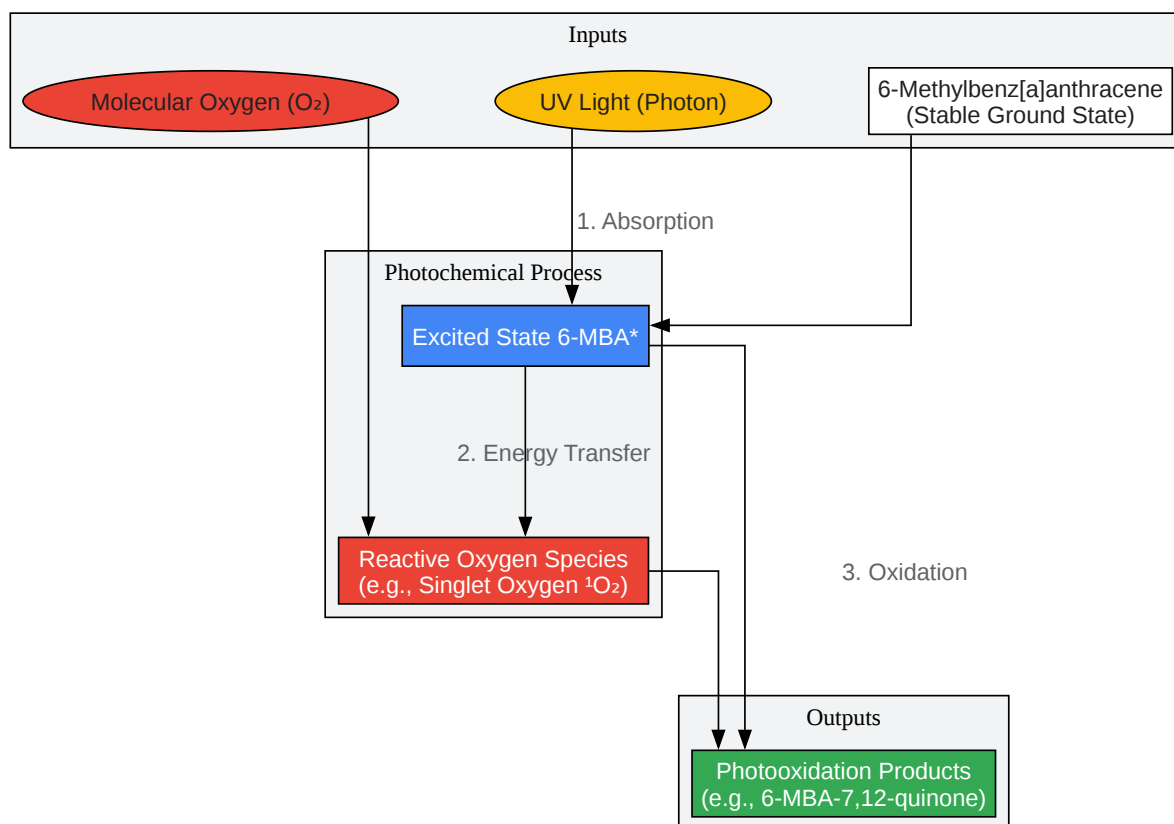 Inputs
Molecular Oxygen (O₂)
UV Light (Photon)
6-Methylbenz[a]anthracene
(Stable Ground State)
1. Absorption
Photochemical Process
Excited State 6-MBA*
2. Energy Transfer
Reactive Oxygen Species
(e.g., Singlet Oxygen ¹O₂)
3. Oxidation
Outputs
Photooxidation Products
(e.g., 6-MBA-7,12-quinone)